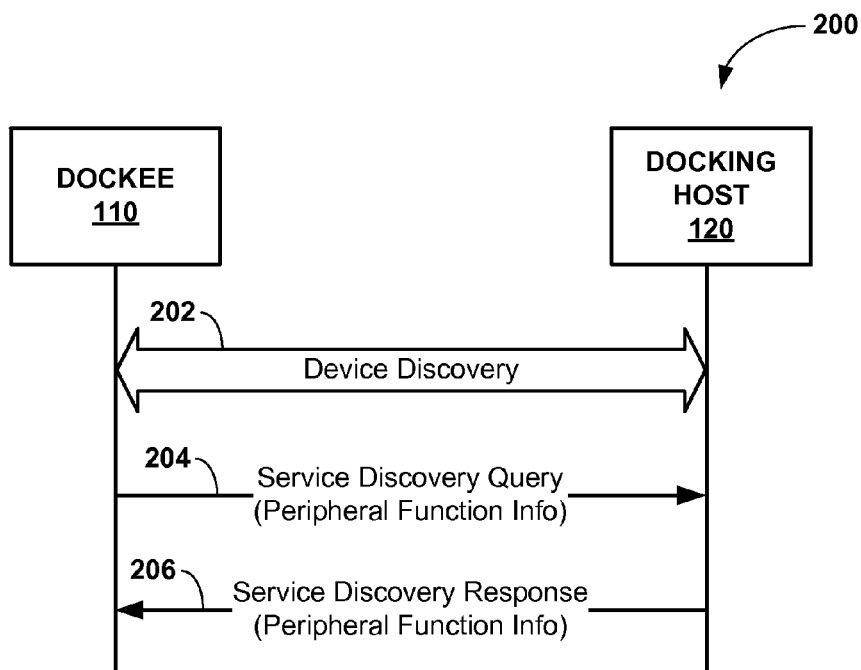 200
DOCKEE
110
DOCKING
HOST
120
202
Device Discovery
204
Service Discovery Query
(Peripheral Function Info)
206
Service Discovery Response
(Peripheral Function Info)